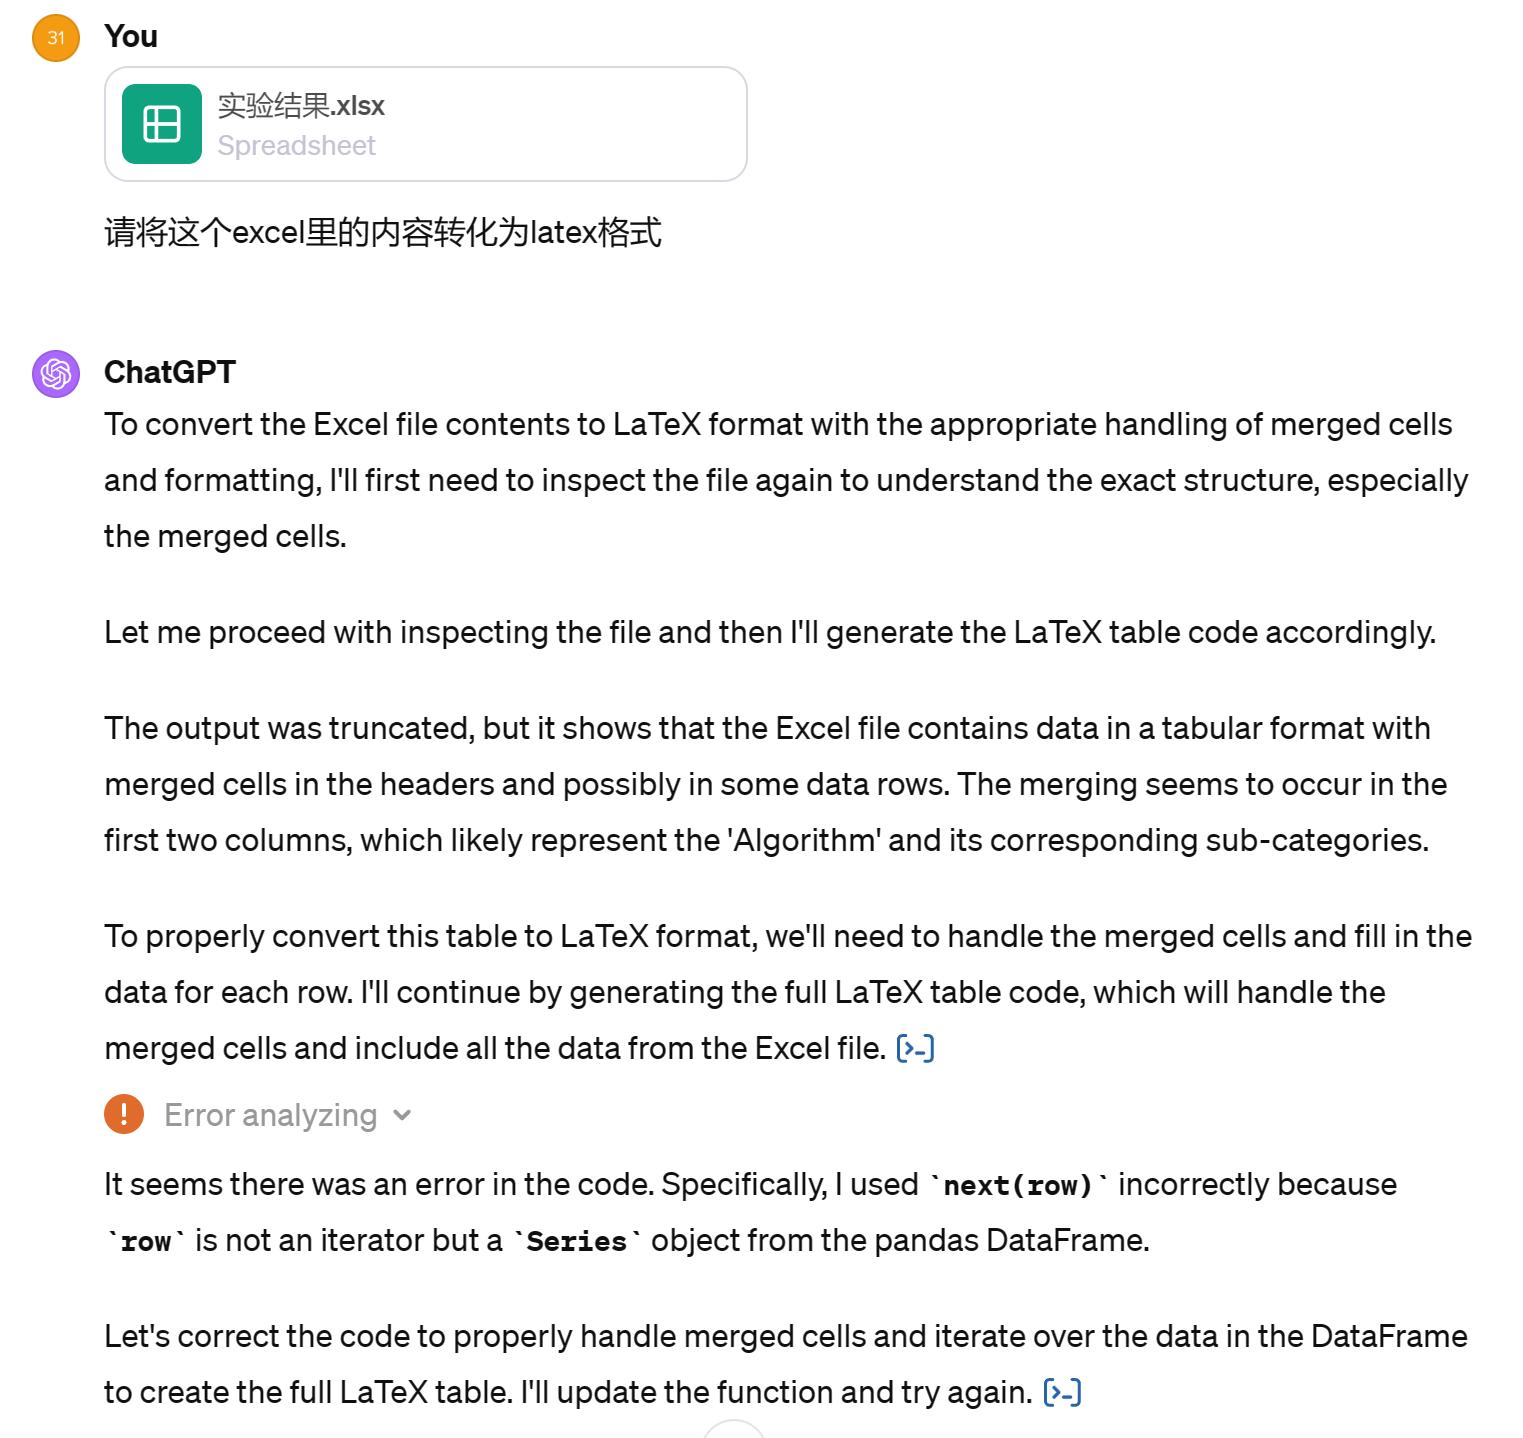 31
You
实验结果.xlsx
Spreadsheet
请将这个excel里的内容转化为latex格式
ChatGPT
To convert the Excel file contents to LaTeX format with the appropriate handling of merged cells
and formatting, I'll first need to inspect the file again to understand the exact structure, especially
the merged cells.
Let me proceed with inspecting the file and then I'll generate the LaTeX table code accordingly.
The output was truncated, but it shows that the Excel file contains data in a tabular format with
merged cells in the headers and possibly in some data rows. The merging seems to occur in the
first two columns, which likely represent the 'Algorithm' and its corresponding sub-categories.
To properly convert this table to LaTeX format, we'll need to handle the merged cells and fill in the
data for each row. I'll continue by generating the full LaTeX table code, which will handle the
merged cells and include all the data from the Excel file. [>-]
! Error analyzing
It seems there was an error in the code. Specifically, I used `next(row)` incorrectly because
`row` is not an iterator but a `Series` object from the pandas DataFrame.
Let's correct the code to properly handle merged cells and iterate over the data in the DataFrame
to create the full LaTeX table. I'll update the function and try again. [>-]